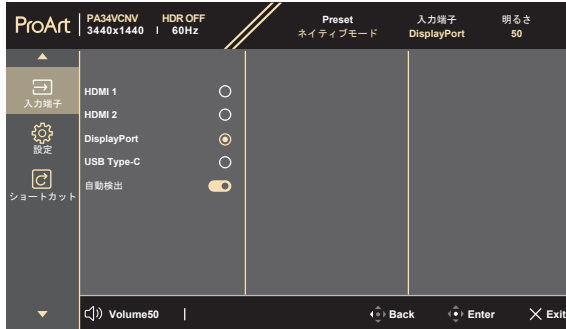 ProArt
PA34VCNV HDR OFF
3440x1440 | 60Hz
Preset
ネイティブモード
入力端子
DisplayPort
明るさ
50
入力端子
設定
ショートカット
HDMI 1
HDMI 2
DisplayPort
USB Type-C
自動検出
Volume50 |
Back
Enter
Exit